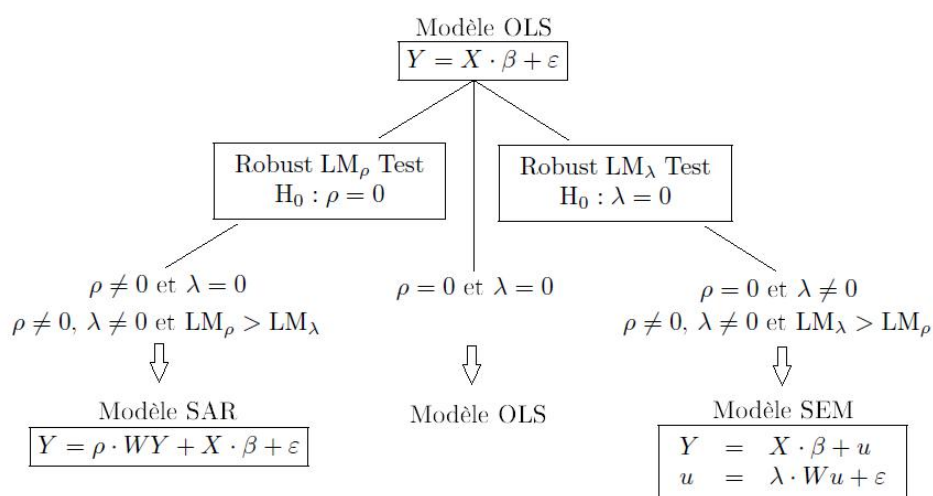 Modèle OLS
Y = X · β + ε
Robust LMρ Test
H0 : ρ = 0
Robust LMλ Test
H0 : λ = 0
ρ ≠ 0 et λ = 0
ρ ≠ 0, λ ≠ 0 et LMρ > LMλ
ρ = 0 et λ = 0
ρ = 0 et λ ≠ 0
ρ ≠ 0, λ ≠ 0 et LMλ > LMρ
Modèle SAR
Y = ρ · WY + X · β + ε
Modèle OLS
Modèle SEM
Y = X · β + u
u = λ · Wu + ε